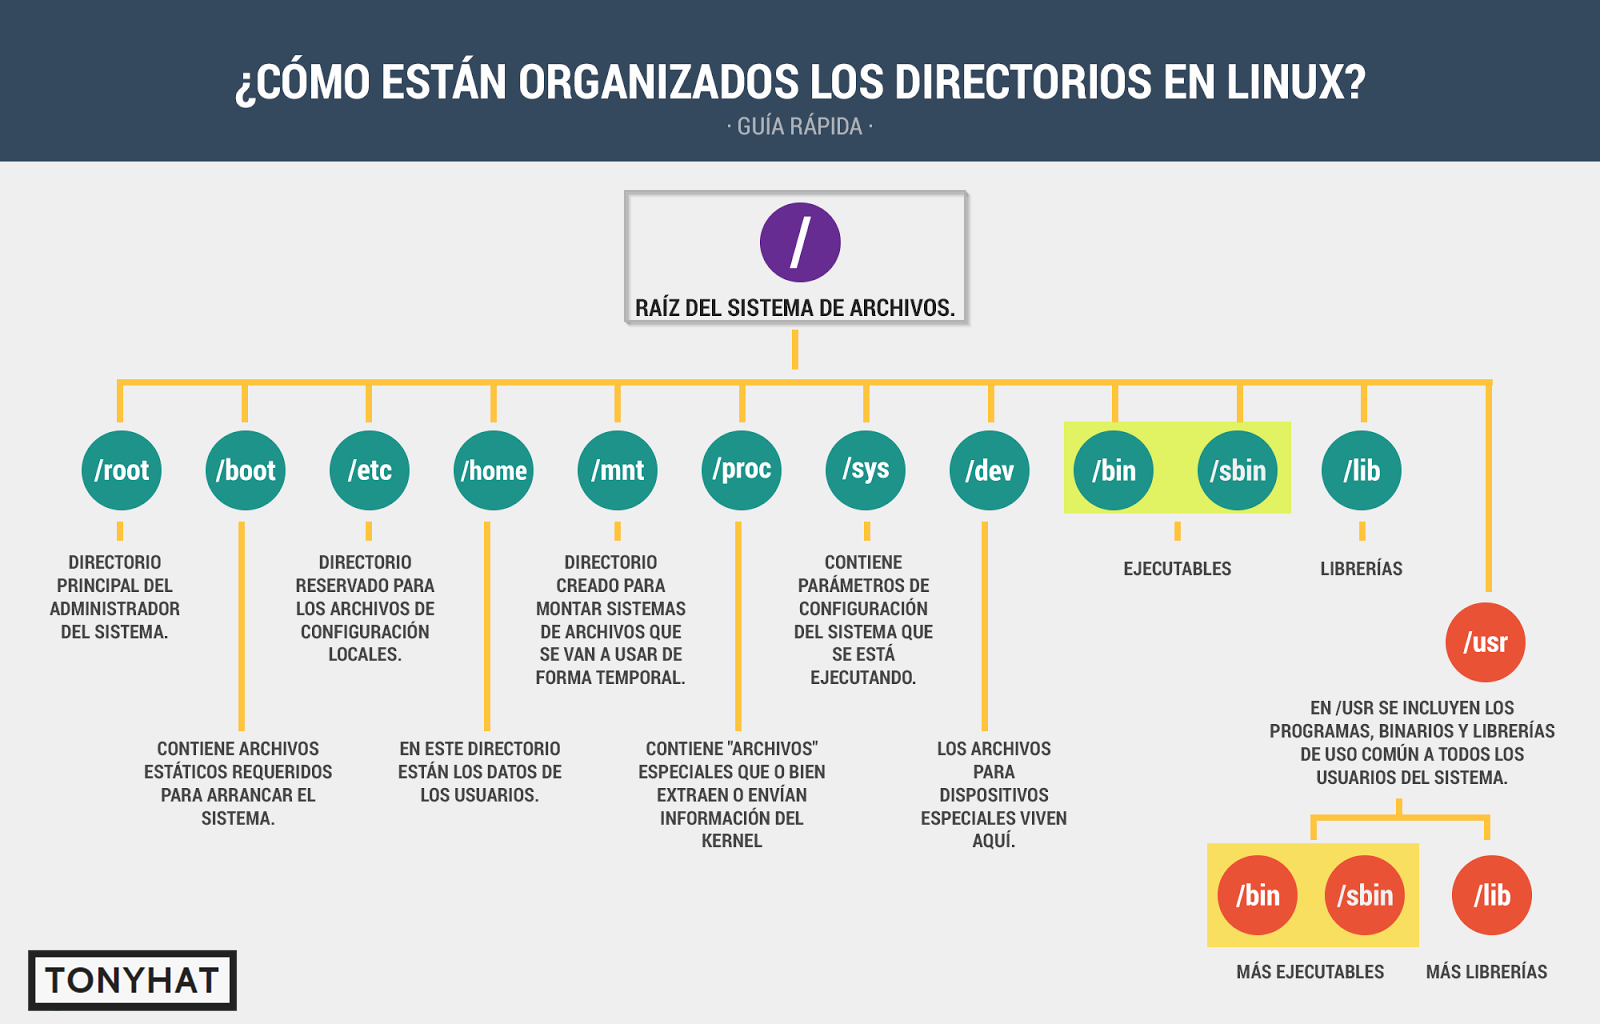 ¿CÓMO ESTÁN ORGANIZADOS LOS DIRECTORIOS EN LINUX?
· GUÍA RÁPIDA ·
/
RAÍZ DEL SISTEMA DE ARCHIVOS.
/root
/boot
/etc
/home
/mnt
/proc
/sys
/dev
/bin
/sbin
/lib
DIRECTORIO
PRINCIPAL DEL
ADMINISTRADOR
DEL SISTEMA.
DIRECTORIO
RESERVADO PARA
LOS ARCHIVOS DE
CONFIGURACIÓN
LOCALES.
DIRECTORIO
CREADO PARA
MONTAR SISTEMAS
DE ARCHIVOS QUE
SE VAN A USAR DE
FORMA TEMPORAL.
CONTIENE
PARÁMETROS DE
CONFIGURACIÓN
DEL SISTEMA QUE
SE ESTÁ
EJECUTANDO.
EJECUTABLES
LIBRERÍAS
/usr
EN /USR SE INCLUYEN LOS
PROGRAMAS, BINARIOS Y LIBRERÍAS
DE USO COMÚN A TODOS LOS
USUARIOS DEL SISTEMA.
CONTIENE ARCHIVOS
ESTÁTICOS REQUERIDOS
PARA ARRANCAR EL
SISTEMA.
EN ESTE DIRECTORIO
ESTÁN LOS DATOS DE
LOS USUARIOS.
CONTIENE "ARCHIVOS"
ESPECIALES QUE O BIEN
EXTRAEN O ENVÍAN
INFORMACIÓN DEL
KERNEL
LOS ARCHIVOS
PARA
DISPOSITIVOS
ESPECIALES VIVEN
AQUÍ.
/bin
/sbin
/lib
MÁS EJECUTABLES
MÁS LIBRERÍAS
TONYHAT